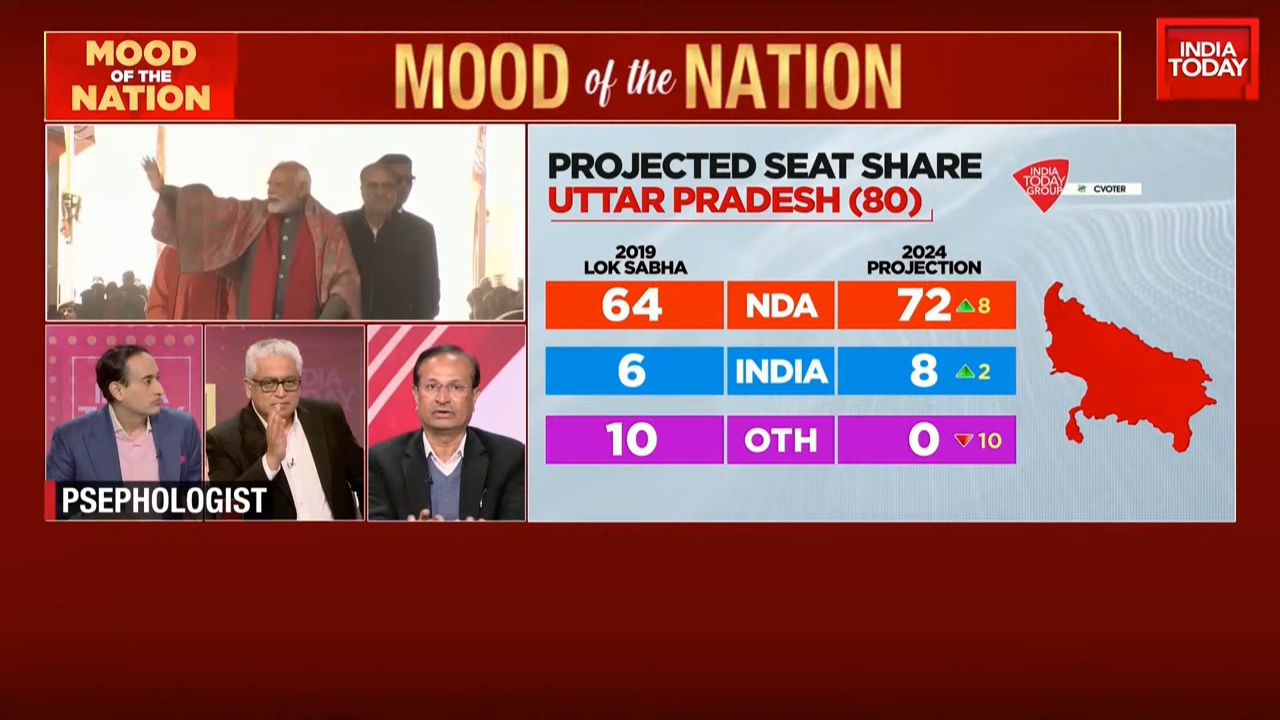 MOOD
OF THE
NATION
MOOD of the NATION
INDIA
TODAY
PROJECTED SEAT SHARE
UTTAR PRADESH (80)
INDIA
TODAY
GROUP
CVOTER
2019
LOK SABHA
2024
PROJECTION
64 NDA 72 8
6 INDIA 8 2
10 OTH 0 10
PSEPHOLOGIST